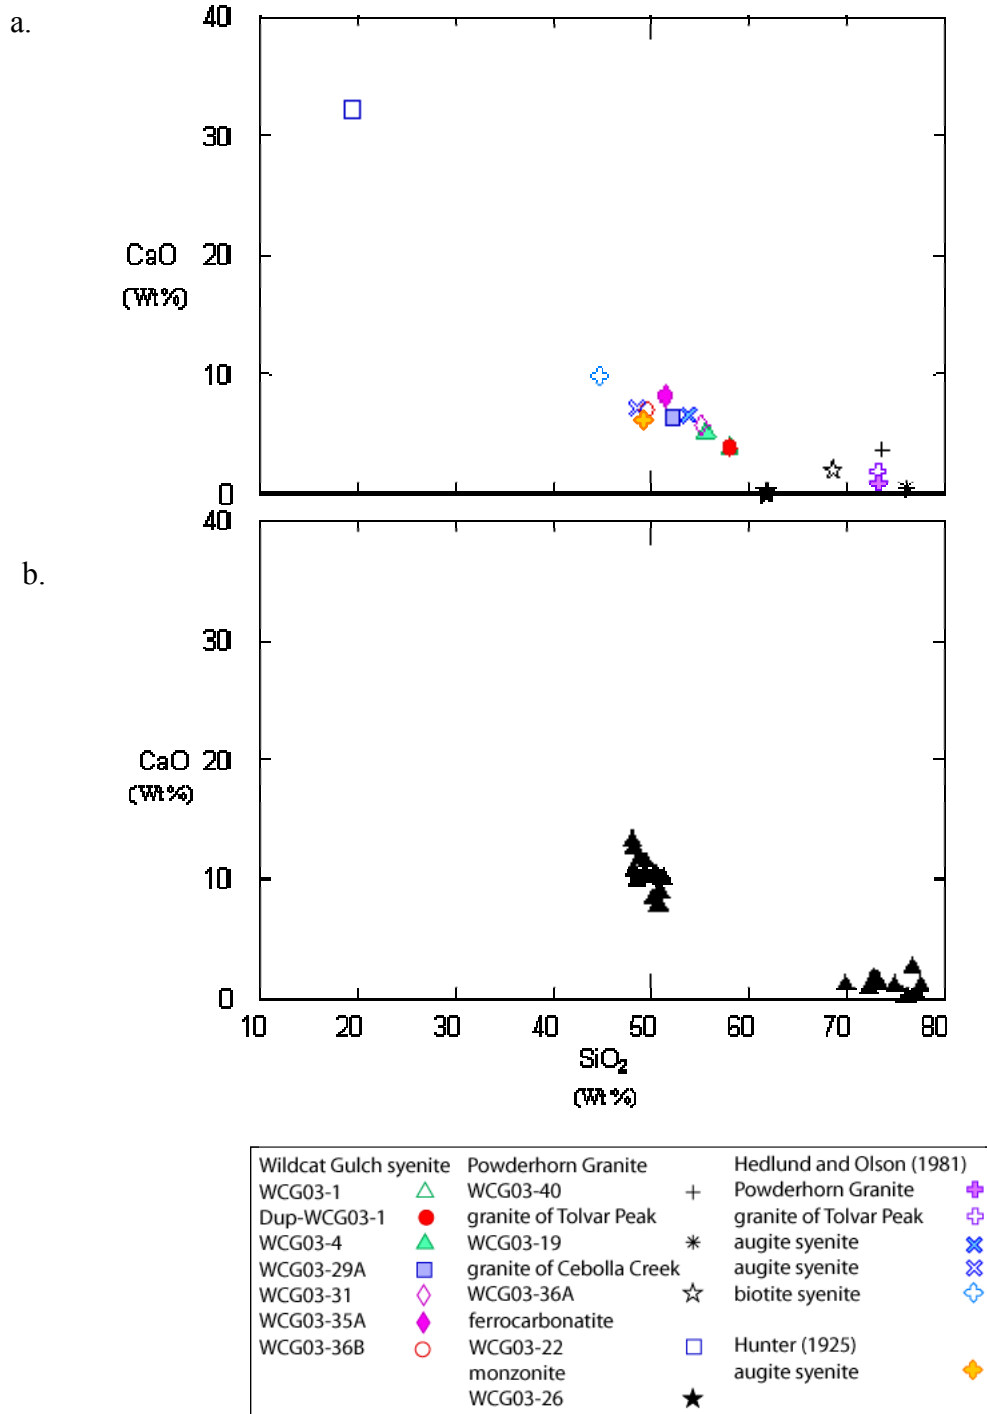 a.
40
30
CaO 20
(Wt%)
10
0
40
b.
30
CaO 20
(Wt%)
10
0
10 20 30 40 50 60 70 80
SiO2
(Wt%)
Wildcat Gulch syenite Powderhorn Granite Hedlund and Olson (1981)
WCG03-1 WCG03-40 Powderhorn Granite
Dup-WCG03-1 granite of Tolvar Peak granite of Tolvar Peak
WCG03-4 WCG03-19 augite syenite
WCG03-29A granite of Cebolla Creek augite syenite
WCG03-31 WCG03-36A biotite syenite
WCG03-35A ferrocarbonatite
WCG03-36B WCG03-22 Hunter (1925)
monzonite augite syenite
WCG03-26